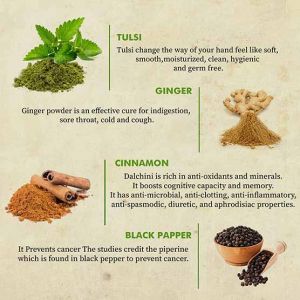 TULSI
Tulsi change the way of your hand feel like soft,
smooth,moisturized, clean, hygienic
and germ free.
GINGER
Ginger powder is an effective cure for indigestion,
sore throat, cold and cough.
CINNAMON
Dalchini is rich in anti-oxidants and minerals.
It boosts cognitive capacity and memory.
It has anti-microbial, anti-clotting, anti-inflammatory,
anti-spasmodic, diuretic, and aphrodisiac properties.
BLACK PAPPER
It Prevents cancer The studies credit the piperine
which is found in black pepper to prevent cancer.